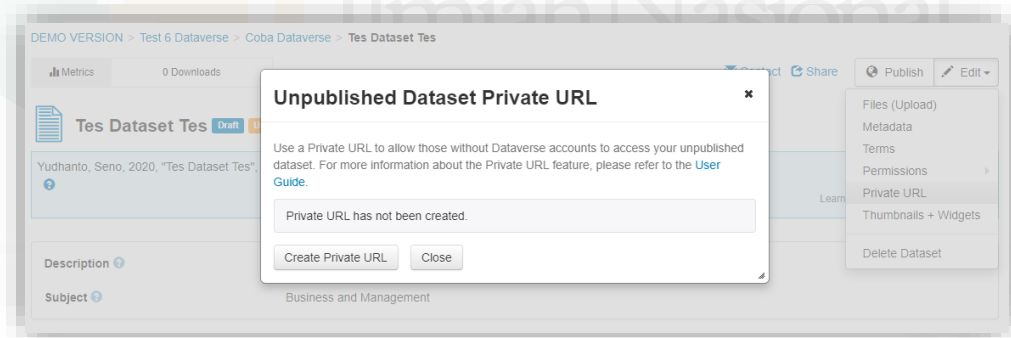 Ilmiah Nasional
DEMO VERSION > Test 6 Dataverse > Coba Dataverse > Tes Dataset Tes
Metrics 0 Downloads
Contact Share Publish Edit
Tes Dataset Tes Draft
Yudhanto, Seno, 2020, "Tes Dataset Tes",
Learn
Unpublished Dataset Private URL
Use a Private URL to allow those without Dataverse accounts to access your unpublished
dataset. For more information about the Private URL feature, please refer to the User
Guide.
Private URL has not been created.
Create Private URL Close
Files (Upload)
Metadata
Terms
Permissions
Private URL
Thumbnails + Widgets
Delete Dataset
Description
Subject Business and Management